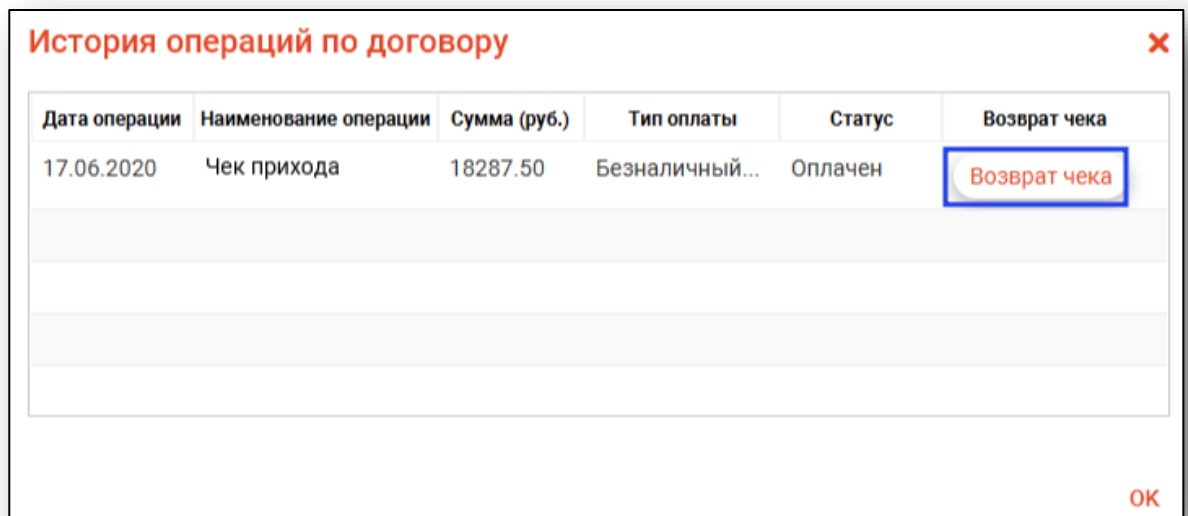 История операций по договору
Дата операции Наименование операции Сумма (руб.) Тип оплаты Статус Возврат чека
17.06.2020 Чек прихода 18287.50 Безналичный... Оплачен Возврат чека
ОК